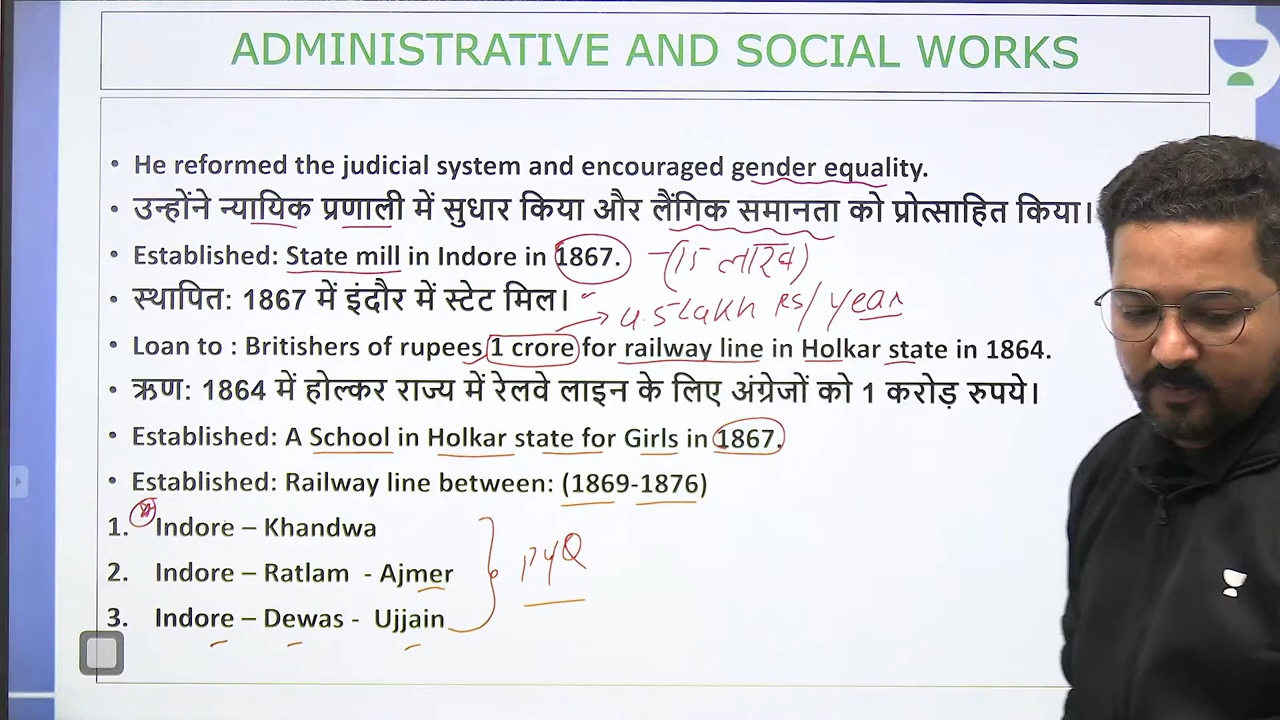 ADMINISTRATIVE AND SOCIAL WORKS
• He reformed the judicial system and encouraged gender equality.
• उन्होंने न्यायिक प्रणाली में सुधार किया और लैंगिक समानता को प्रोत्साहित किया।
• Established: State mill in Indore in 1867. – (15 लाख)
• स्थापित: 1867 में इंदौर में स्टेट मिल।
→ 4.5 Lakh Rs/year
• Loan to : Britishers of rupees 1 crore for railway line in Holkar state in 1864.
• ऋण: 1864 में होल्कर राज्य में रेलवे लाइन के लिए अंग्रेजों को 1 करोड़ रुपये।
• Established: A School in Holkar state for Girls in 1867.
• Established: Railway line between: (1869-1876)
1. Indore – Khandwa
2. Indore – Ratlam - Ajmer
PYQ
3. Indore – Dewas - Ujjain